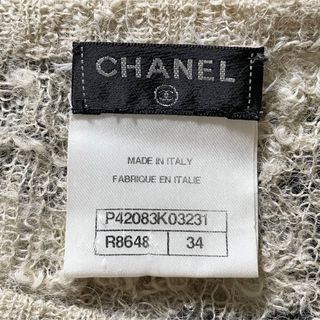 CHANEL
MADE IN ITALY
FABRIQUE EN ITALIE
P42083K03231
R8648 34